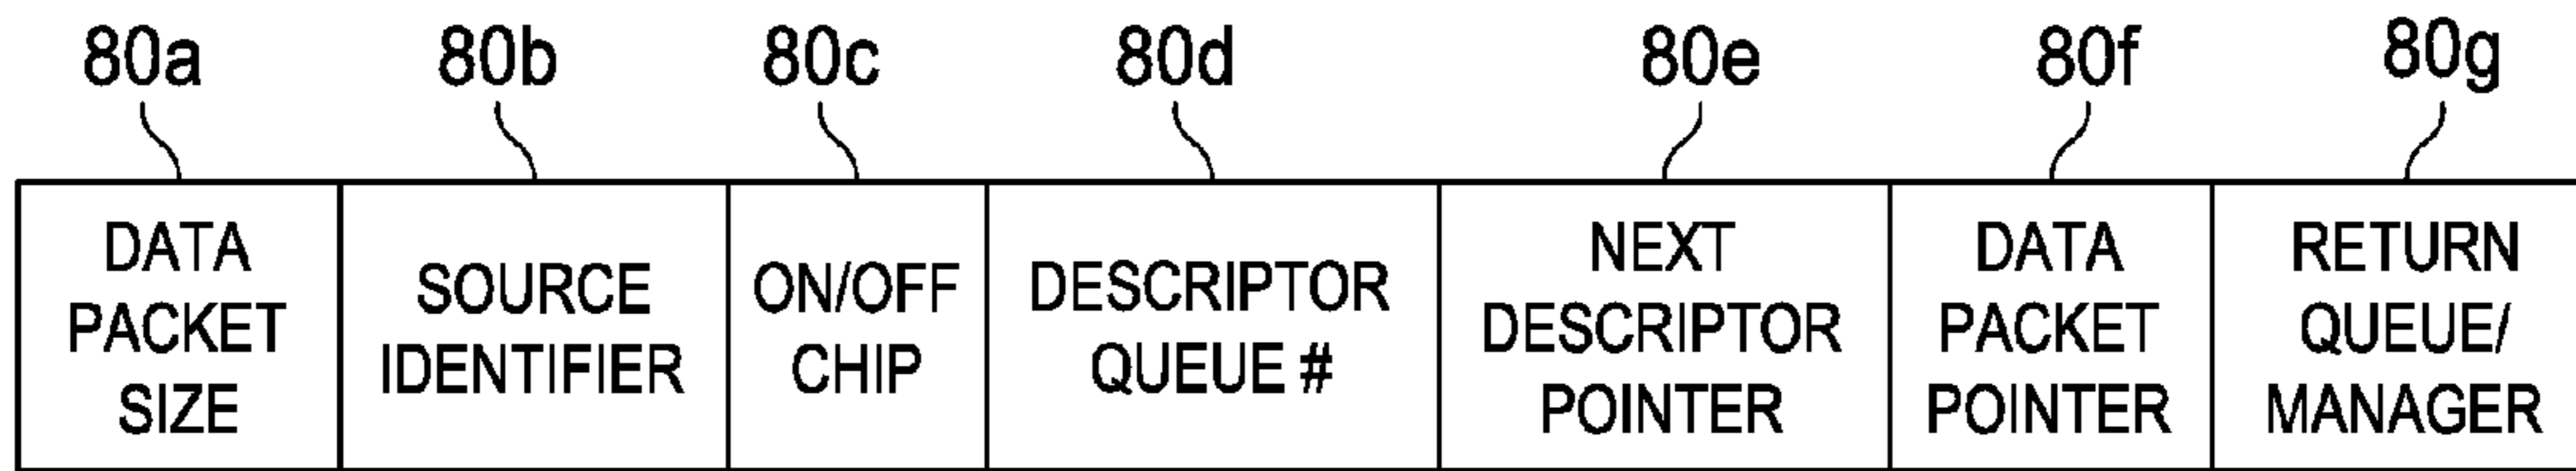 80a 80b 80c 80d 80e 80f 80g
DATA
PACKET
SIZE
SOURCE
IDENTIFIER
ON/OFF
CHIP
DESCRIPTOR
QUEUE #
NEXT
DESCRIPTOR
POINTER
DATA
PACKET
POINTER
RETURN
QUEUE/
MANAGER